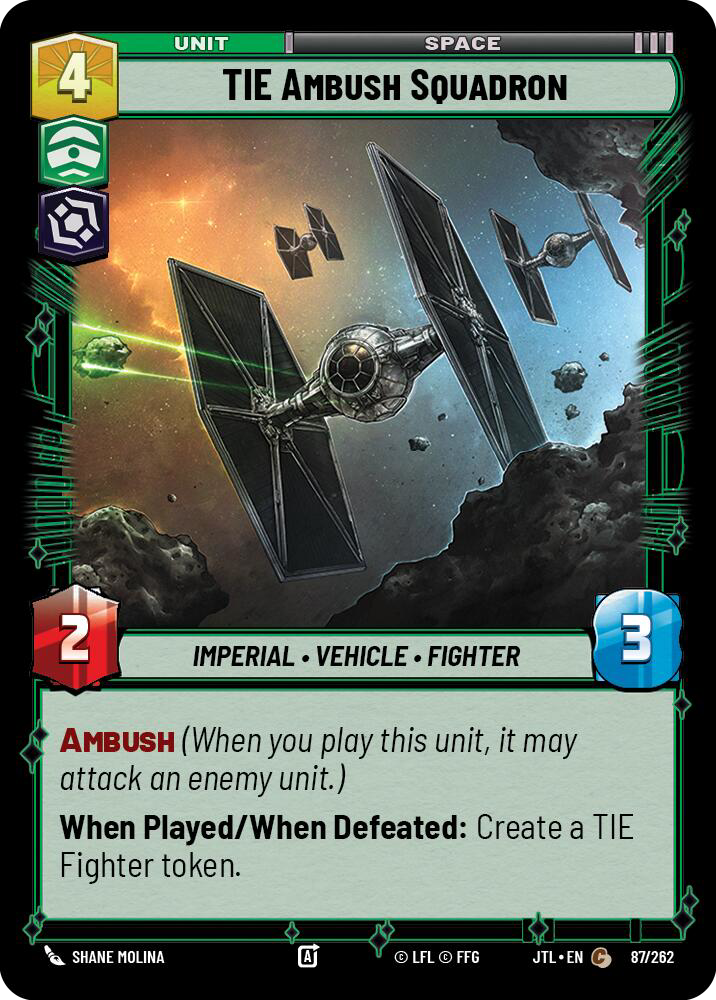 UNIT
SPACE
4
TIE AMBUSH SQUADRON
2
IMPERIAL • VEHICLE • FIGHTER
3
AMBUSH (When you play this unit, it may
attack an enemy unit.)
When Played/When Defeated: Create a TIE
Fighter token.
SHANE MOLINA
A
© LFL © FFG
JTL • EN
C
87/262